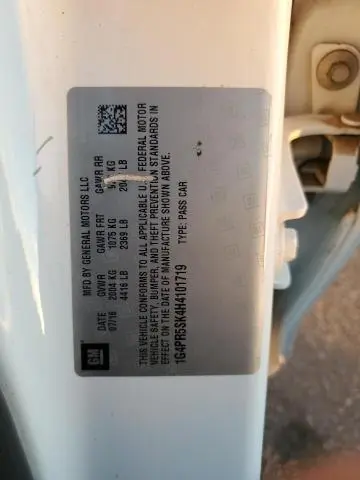 MFD BY GENERAL MOTORS LLC
DATE GVWR GAWR FRT GAWR RR
07/16 2004 KG 1075 KG KG
4416 LB 2369 LB LB
THIS VEHICLE CONFORMS TO ALL APPLICABLE U.S. FEDERAL MOTOR
VEHICLE SAFETY, BUMPER, AND THEFT PREVENTION STANDARDS IN
EFFECT ON THE DATE OF MANUFACTURE SHOWN ABOVE.
TYPE: PASS CAR
1G4PR5SK4H4101719
GM